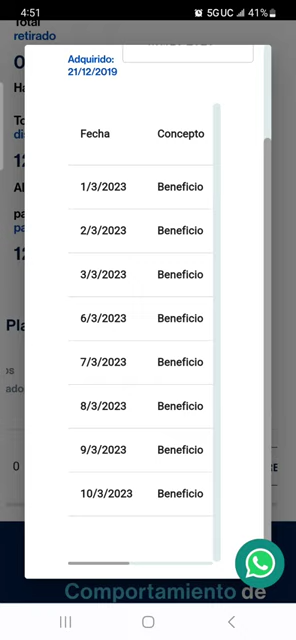 4:51 5GUC 41%
Total
retirado
Adquirido:
21/12/2019
Fecha Concepto
1/3/2023 Beneficio
2/3/2023 Beneficio
3/3/2023 Beneficio
6/3/2023 Beneficio
7/3/2023 Beneficio
8/3/2023 Beneficio
9/3/2023 Beneficio
10/3/2023 Beneficio
0
Comportamiento de